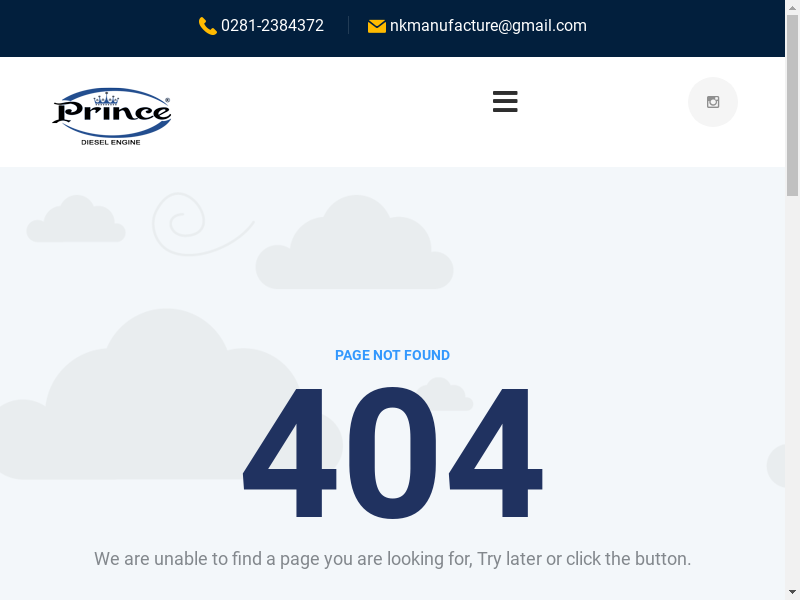 0281-2384372
nkmanufacture@gmail.com
Prince®
DIESEL ENGINE
PAGE NOT FOUND
404
We are unable to find a page you are looking for, Try later or click the button.